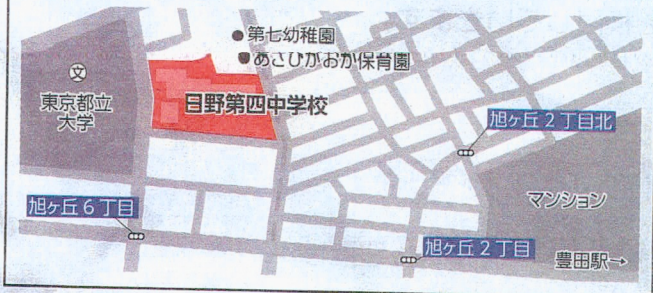 第七幼稚園
あさひがおか保育園
文
東京都立
大学
日野第四中学校
旭ヶ丘2丁目北
マンション
旭ヶ丘6丁目
旭ヶ丘2丁目
豊田駅→